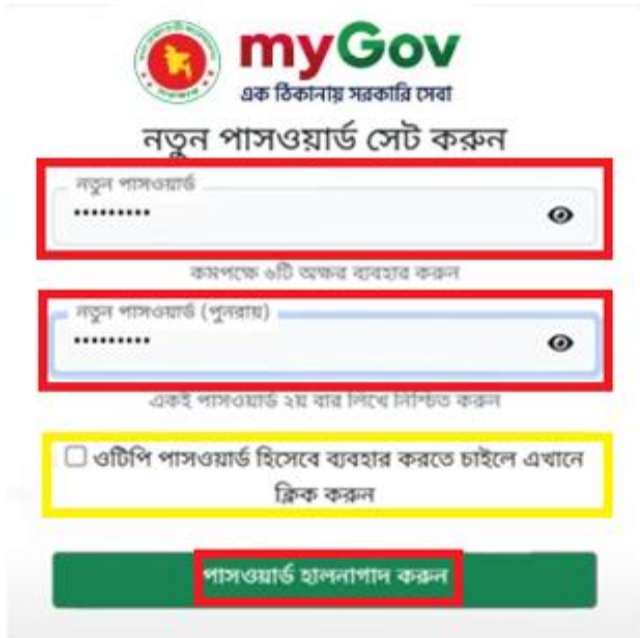 myGov
এক ঠিকানায় সরকারি সেবা
নতুন পাসওয়ার্ড সেট করুন
নতুন পাসওয়ার্ড
কমপক্ষে ৬টি অক্ষর ব্যবহার করুন
নতুন পাসওয়ার্ড (পুনরায়)
একই পাসওয়ার্ড ২য় বার লিখে নিশ্চিত করুন
ওটিপি পাসওয়ার্ড হিসেবে ব্যবহার করতে চাইলে এখানে
ক্লিক করুন
পাসওয়ার্ড হালনাগাদ করুন